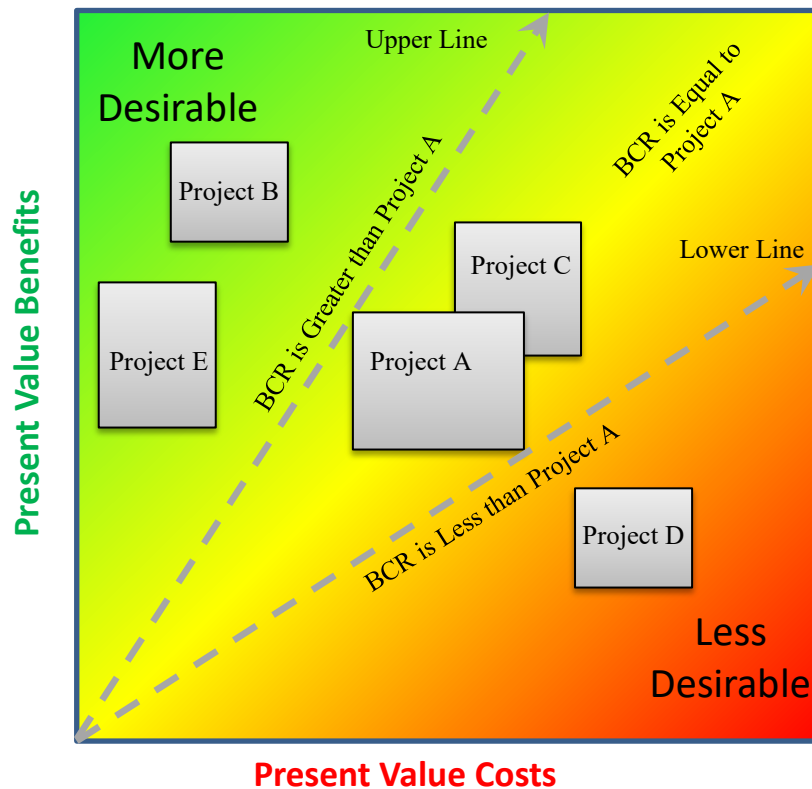 Upper Line
More
Desirable
BCR is Equal to
Project A
Project B
BCR is Greater than Project A
Lower Line
Project C
Project E
Project A
BCR is Less than Project A
Project D
Less
Desirable
Present Value Benefits
Present Value Costs